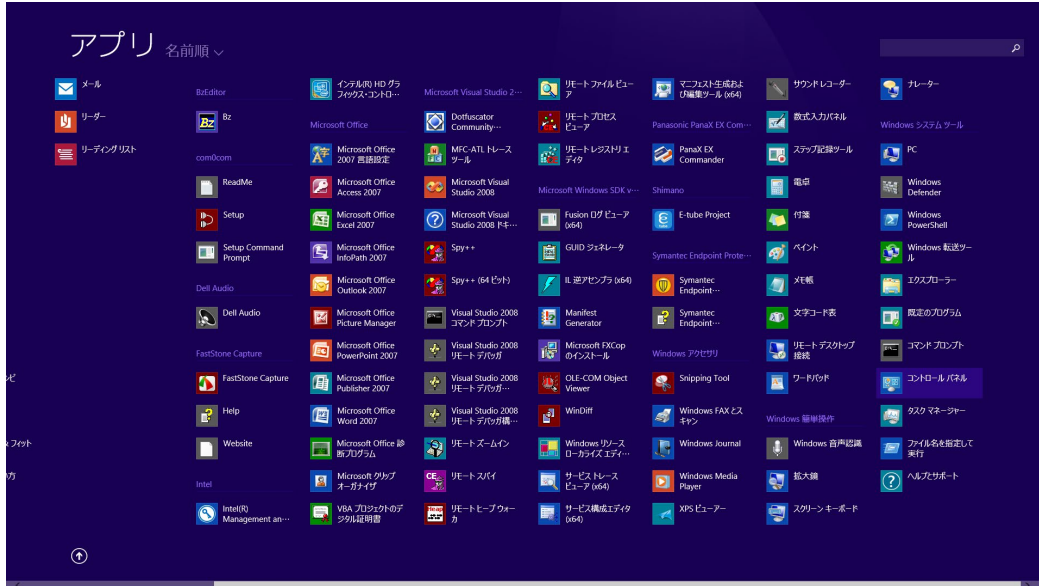 アプリ 名前順
メール
リーダー
リーディング リスト
ピ
& フィット
方
BzEditor
Bz
com0com
ReadMe
Setup
Setup Command
Prompt
Dell Audio
Dell Audio
FastStone Capture
FastStone Capture
Help
Website
Intel
Intel(R)
Management an…
インテル(R) HD グラ
フィックス・コントロ…
Microsoft Office
Microsoft Office
2007 言語設定
Microsoft Office
Access 2007
Microsoft Office
Excel 2007
Microsoft Office
InfoPath 2007
Microsoft Office
Outlook 2007
Microsoft Office
Picture Manager
Microsoft Office
PowerPoint 2007
Microsoft Office
Publisher 2007
Microsoft Office
Word 2007
Microsoft Office 診
断プログラム
Microsoft クリップ
オーガナイザ
VBA プロジェクトのデ
ジタル証明書
Microsoft Visual Studio 2…
Dotfuscator
Community…
MFC-ATL トレース
ツール
Microsoft Visual
Studio 2008
Microsoft Visual
Studio 2008 ドキ…
Spy++
Spy++ (64 ビット)
Visual Studio 2008
コマンド プロンプト
Visual Studio 2008
リモート デバッガ
Visual Studio 2008
リモート デバッガ…
Visual Studio 2008
リモート デバッガ構…
リモート ズームイン
リモート スパイ
リモート ヒープ ウォー
カ
リモート ファイル ビュー
ア
リモート プロセス
ビューア
リモート レジストリ エ
ディタ
Microsoft Windows SDK v…
Fusion ログ ビューア
(x64)
GUID ジェネレータ
IL 逆アセンブラ (x64)
Manifest
Generator
Microsoft FXCop
のインストール
OLE-COM Object
Viewer
WinDiff
Windows リソース
ローカライズ エディ…
サービス トレース
ビューア (x64)
サービス構成エディタ
(x64)
マニフェスト生成およ
び編集ツール (x64)
Panasonic PanaX EX Com…
PanaX EX
Commander
Shimano
E-tube Project
Symantec Endpoint Prote…
Symantec
Endpoint…
Symantec
Endpoint…
Windows アクセサリ
Snipping Tool
Windows FAX とス
キャン
Windows Journal
Windows Media
Player
XPS ビューアー
サウンド レコーダー
数式入力パネル
ステップ記録ツール
電卓
付箋
ペイント
メモ帳
文字コード表
リモート デスクトップ
接続
ワードパッド
Windows 簡単操作
Windows 音声認識
拡大鏡
スクリーン キーボード
ナレーター
Windows システム ツール
PC
Windows
Defender
Windows
PowerShell
Windows 転送ツー
ル
エクスプローラー
既定のプログラム
コマンド プロンプト
コントロール パネル
タスク マネージャー
ファイル名を指定して
実行
ヘルプとサポート